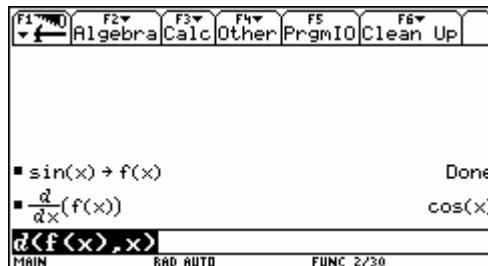 F1 F2 F3 F4 F5 F6
Algebra Calc Other PrgmIO Clean Up
sin(x) → f(x) Done
d/dx(f(x)) cos(x)
d(f(x),x)
MAIN RAD AUTO FUNC 2/30